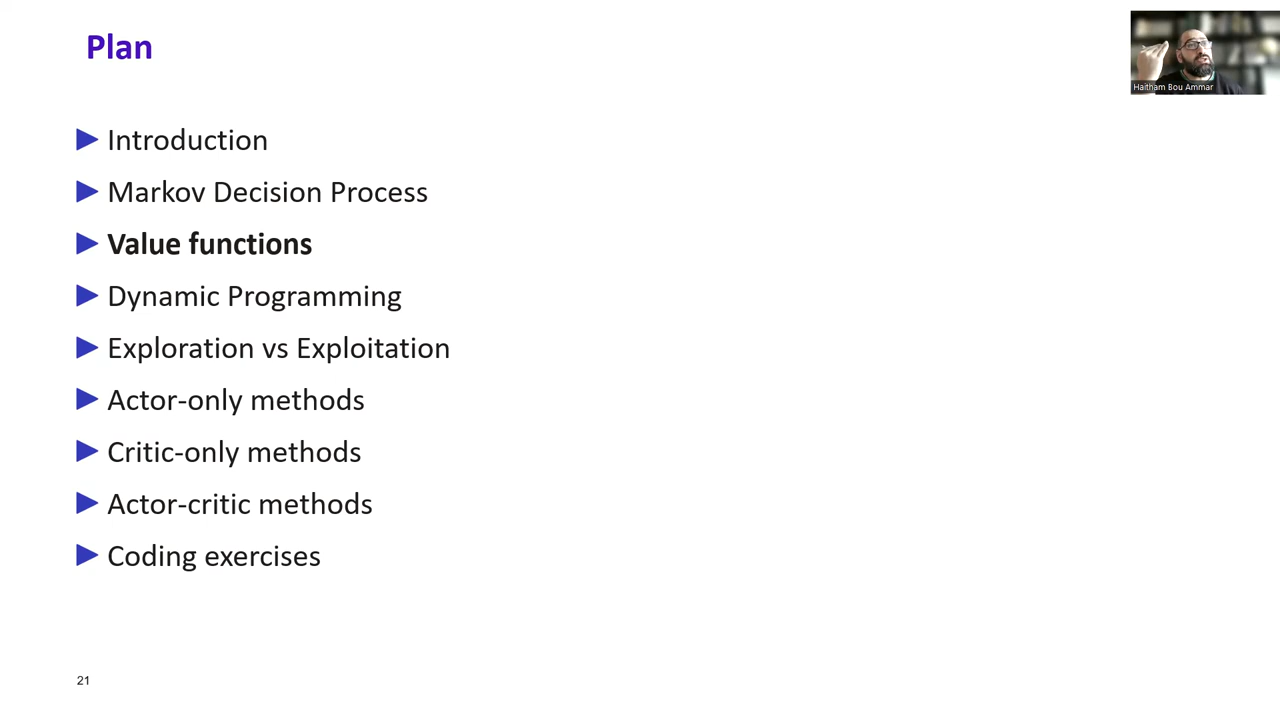 Plan
Haitham Bou Ammar
Introduction
Markov Decision Process
Value functions
Dynamic Programming
Exploration vs Exploitation
Actor-only methods
Critic-only methods
Actor-critic methods
Coding exercises
21